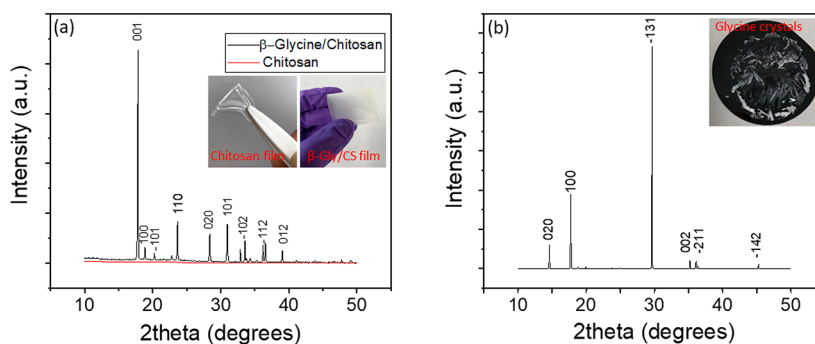 (a)
001
β–Glycine/Chitosan
Chitosan
Chitosan film
β-Gly/CS film
100
-101
110
020
101
-102
-112
012
Intensity (a.u.)
10 20 30 40 50
2theta (degrees)
(b)
-131
Glycine crystals
020
100
002
-211
-142
Intensity (a.u.)
10 20 30 40 50
2theta (degrees)